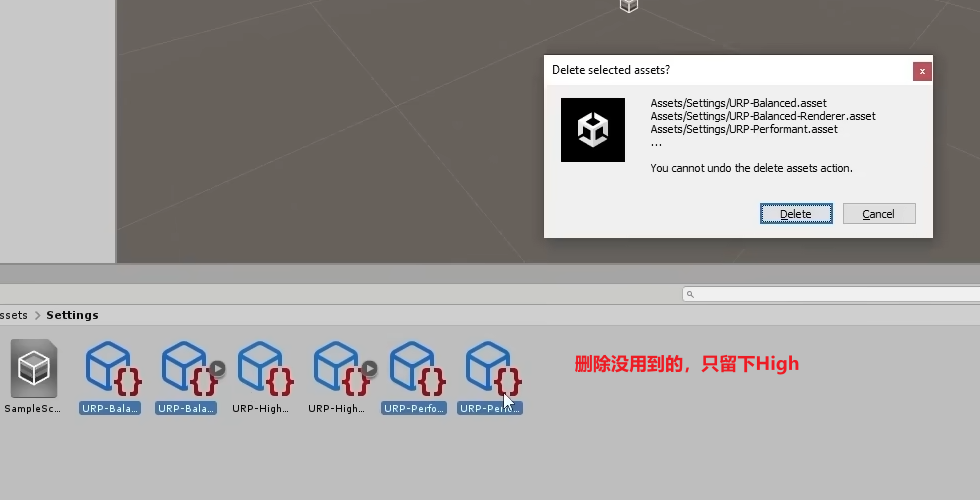 Delete selected assets?
x
Assets/Settings/URP-Balanced.asset
Assets/Settings/URP-Balanced-Renderer.asset
Assets/Settings/URP-Performant.asset
...
You cannot undo the delete assets action.
Delete
Cancel
ssets > Settings
删除没用到的，只留下High
SampleSc...
URP-Bala...
URP-Bala...
URP-High...
URP-High...
URP-Perfo...
URP-Perfo...